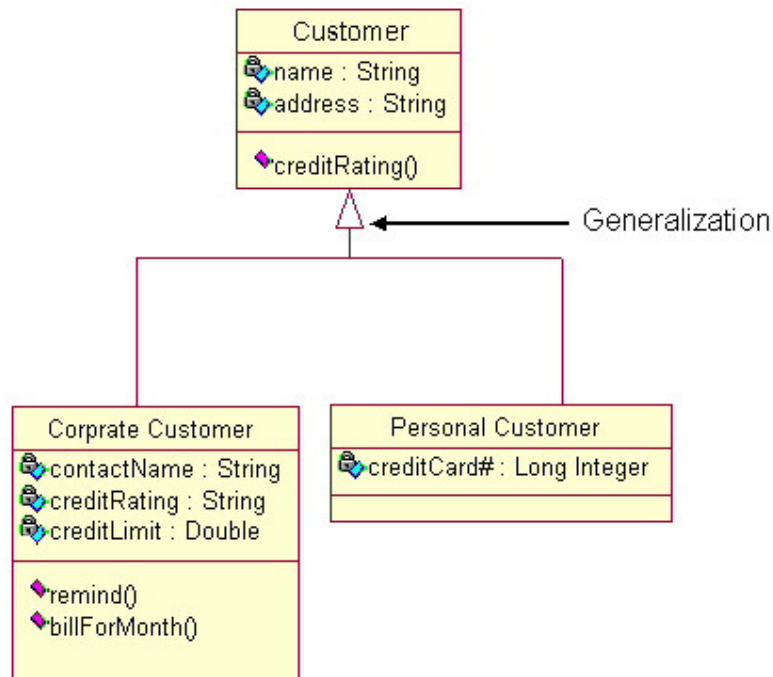 Customer
name : String
address : String
creditRating()
Generalization
Corprate Customer
contactName : String
creditRating : String
creditLimit : Double
remind()
billForMonth()
Personal Customer
creditCard# : Long Integer